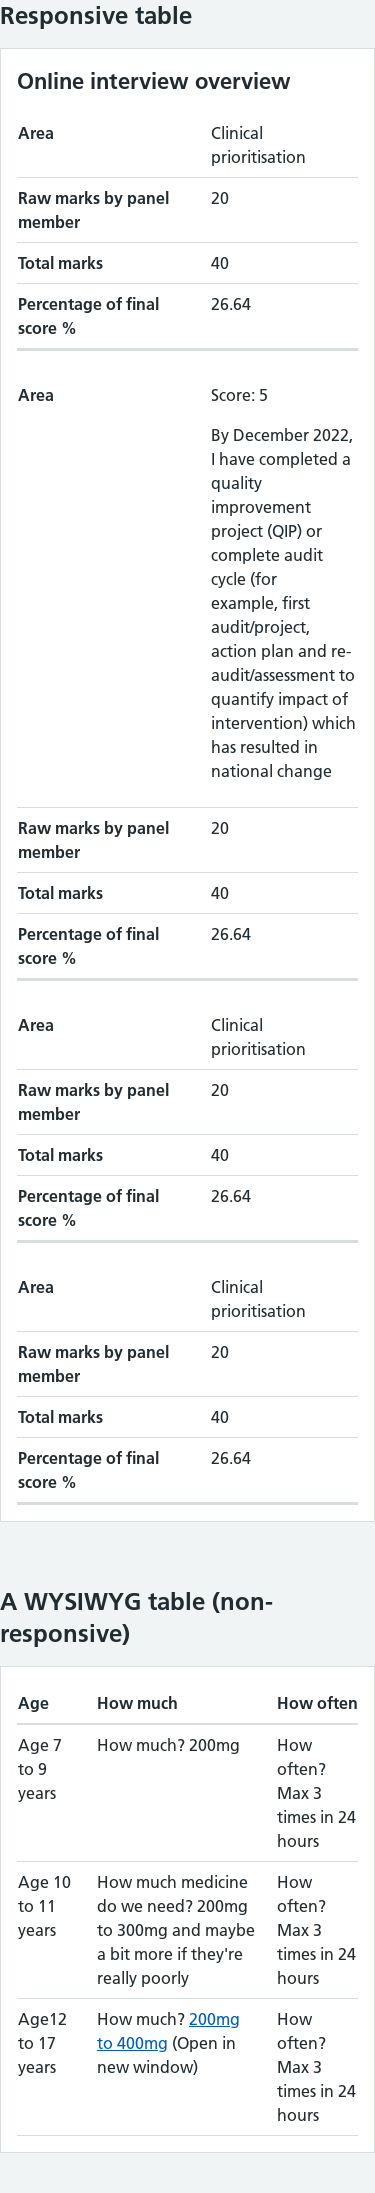 Responsive table
Online interview overview
Area Clinical
prioritisation
Raw marks by panel 20
member
Total marks 40
Percentage of final 26.64
score %
Area Score: 5
By December 2022,
I have completed a
quality
improvement
project (QIP) or
complete audit
cycle (for
example, first
audit/project,
action plan and re-
audit/assessment to
quantify impact of
intervention) which
has resulted in
national change
Raw marks by panel 20
member
Total marks 40
Percentage of final 26.64
score %
Area Clinical
prioritisation
Raw marks by panel 20
member
Total marks 40
Percentage of final 26.64
score %
Area Clinical
prioritisation
Raw marks by panel 20
member
Total marks 40
Percentage of final 26.64
score %
A WYSIWYG table (non-
responsive)
Age How much How often
Age 7 How much? 200mg How
to 9 often?
years Max 3
times in 24
hours
Age 10 How much medicine How
to 11 do we need? 200mg often?
years to 300mg and maybe Max 3
a bit more if they're times in 24
really poorly hours
Age12 How much? 200mg How
to 17 to 400mg (Open in often?
years new window) Max 3
times in 24
hours